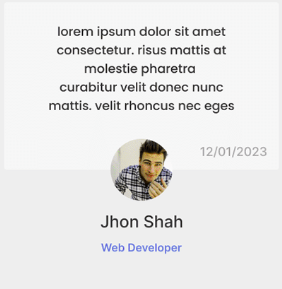 lorem ipsum dolor sit amet
consectetur. risus mattis at
molestie pharetra
curabitur velit donec nunc
mattis. velit rhoncus nec eges
12/01/2023
Jhon Shah
Web Developer